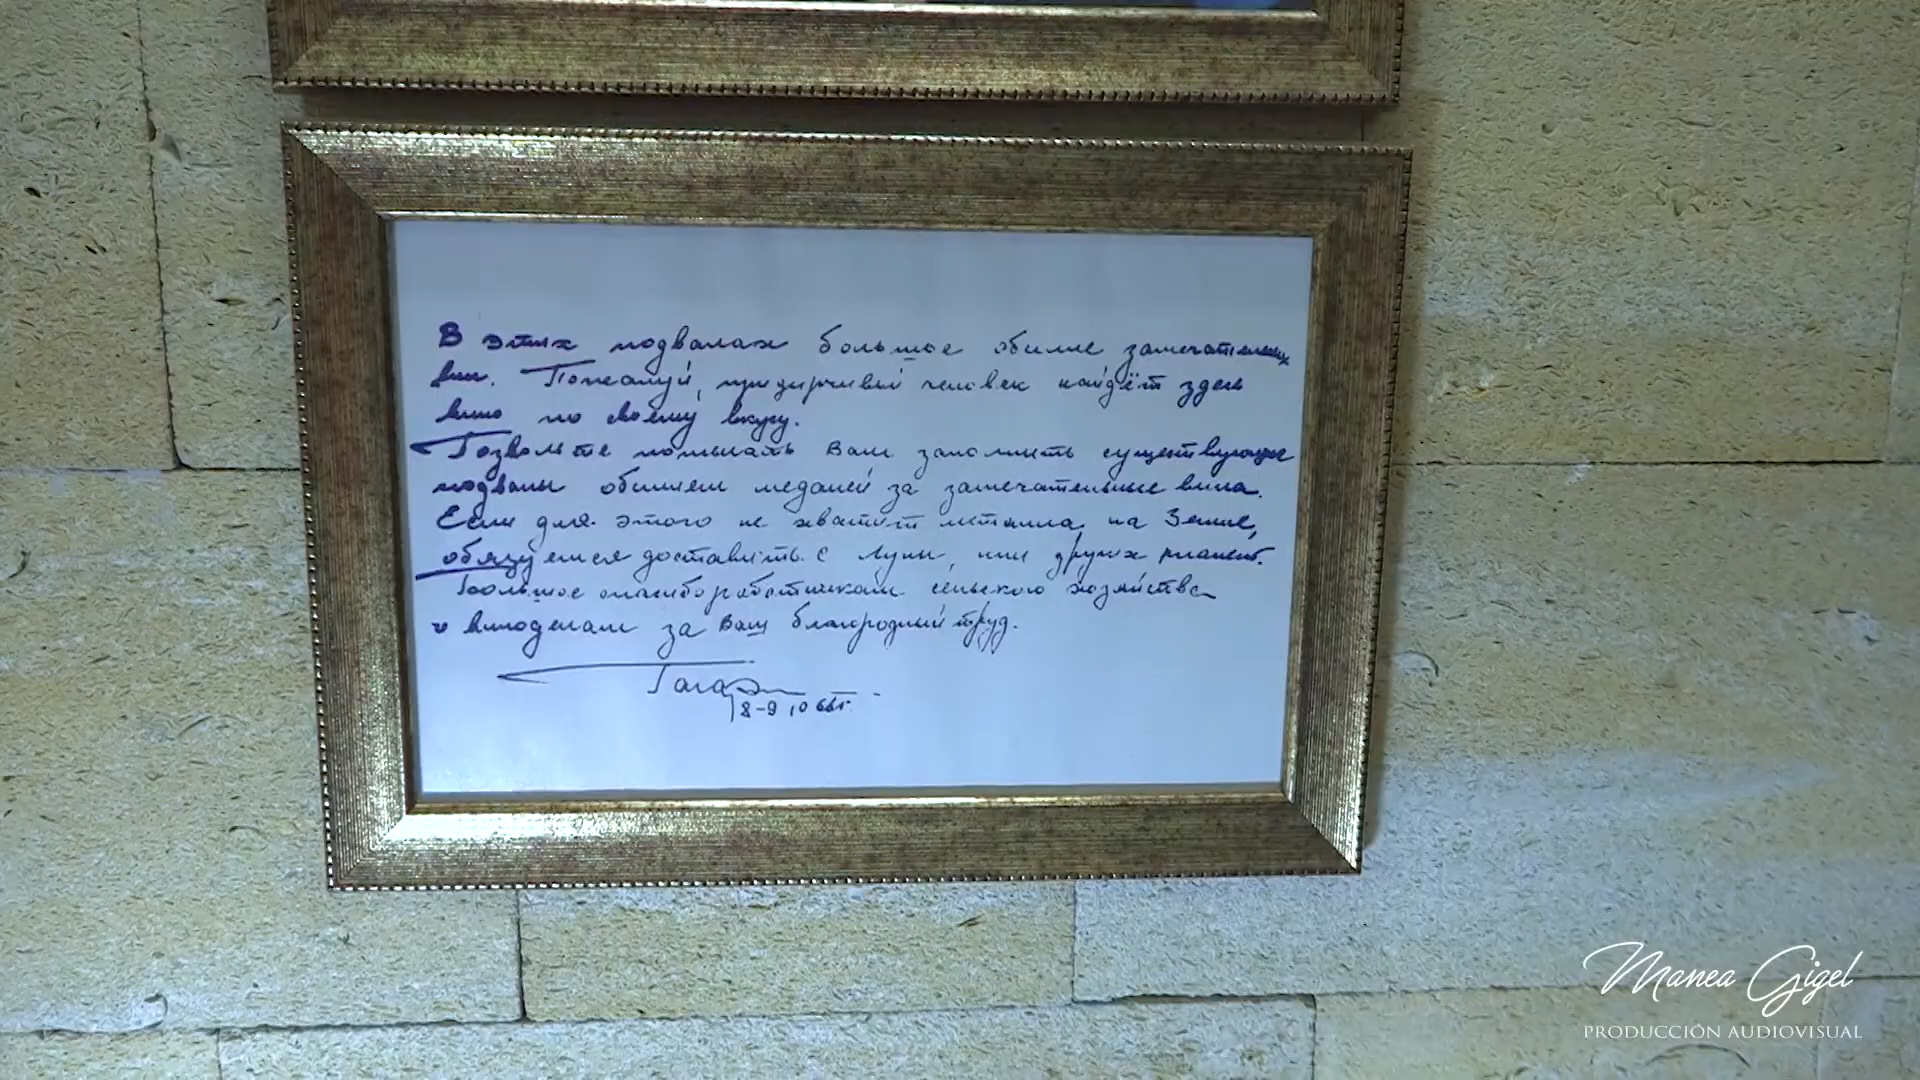 В этих подвалах большое обилие замечательных
вин. Пожалуй, придирчивый человек найдёт здесь
вино по своему вкусу.
Позвольте пожелать Вам заполнить существующие
подвалы обилием медалей за замечательные вина.
Если для этого не хватит металла на Земле,
обязуемся доставить с Луны или других планет.
Большое спасибо работникам сельского хозяйства
и виноделам за Ваш благородный труд.
Гагарин
8-9 10 66г.
Manea Gigel
PRODUCCIÓN AUDIOVISUAL